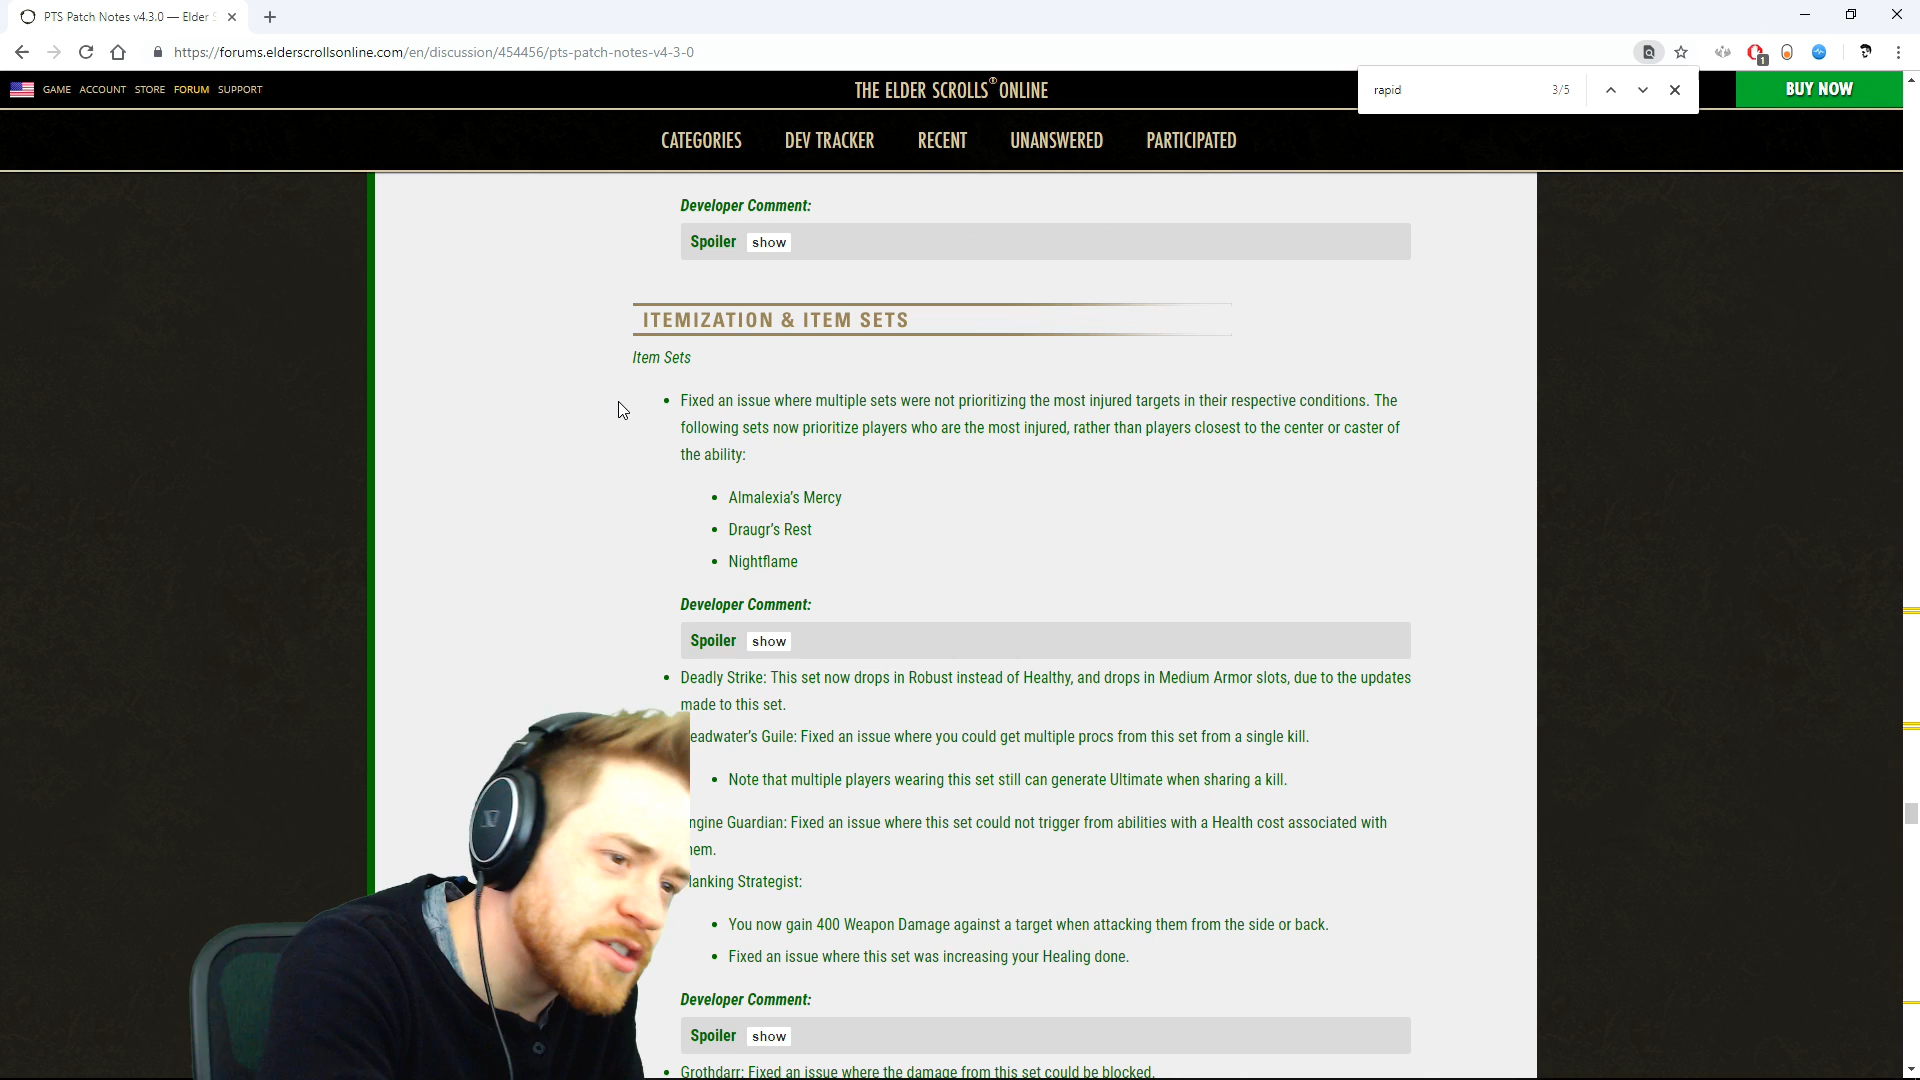 PTS Patch Notes v4.3.0 — Elder S
https://forums.elderscrollsonline.com/en/discussion/454456/pts-patch-notes-v4-3-0
1
rapid 3/5
GAME ACCOUNT STORE FORUM SUPPORT
THE ELDER SCROLLS ONLINE
BUY NOW
CATEGORIES DEV TRACKER RECENT UNANSWERED PARTICIPATED
Developer Comment:
Spoiler show
ITEMIZATION & ITEM SETS
Item Sets
• Fixed an issue where multiple sets were not prioritizing the most injured targets in their respective conditions. The
following sets now prioritize players who are the most injured, rather than players closest to the center or caster of
the ability:
• Almalexia's Mercy
• Draugr's Rest
• Nightflame
Developer Comment:
Spoiler show
• Deadly Strike: This set now drops in Robust instead of Healthy, and drops in Medium Armor slots, due to the updates
made to this set.
eadwater's Guile: Fixed an issue where you could get multiple procs from this set from a single kill.
• Note that multiple players wearing this set still can generate Ultimate when sharing a kill.
ngine Guardian: Fixed an issue where this set could not trigger from abilities with a Health cost associated with
hem.
lanking Strategist:
• You now gain 400 Weapon Damage against a target when attacking them from the side or back.
• Fixed an issue where this set was increasing your Healing done.
Developer Comment:
Spoiler show
• Grothdarr: Fixed an issue where the damage from this set could be blocked.